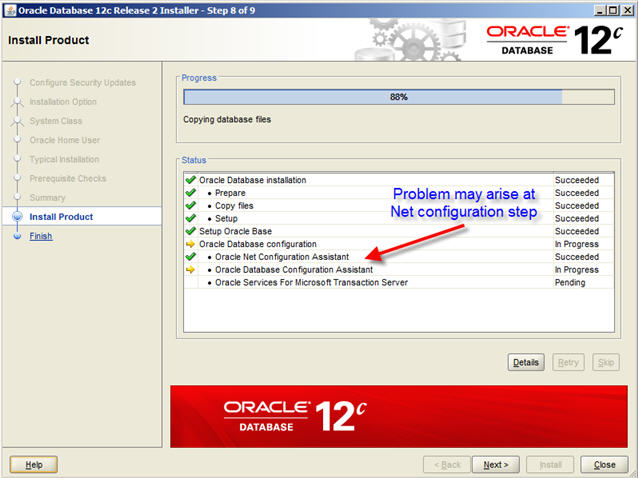 Oracle Database 12c Release 2 Installer - Step 8 of 9
Install Product
ORACLE
DATABASE 12c
Configure Security Updates
Installation Option
System Class
Oracle Home User
Typical Installation
Prerequisite Checks
Summary
Install Product
Finish
Progress
88%
Copying database files
Status
Oracle Database installation Succeeded
• Prepare Succeeded
• Copy files Succeeded
• Setup Succeeded
Setup Oracle Base Succeeded
Oracle Database configuration In Progress
• Oracle Net Configuration Assistant Succeeded
• Oracle Database Configuration Assistant In Progress
• Oracle Services For Microsoft Transaction Server Pending
Problem may arise at
Net configuration step
Details Retry Skip
ORACLE
DATABASE 12c
Help < Back Next > Install Close